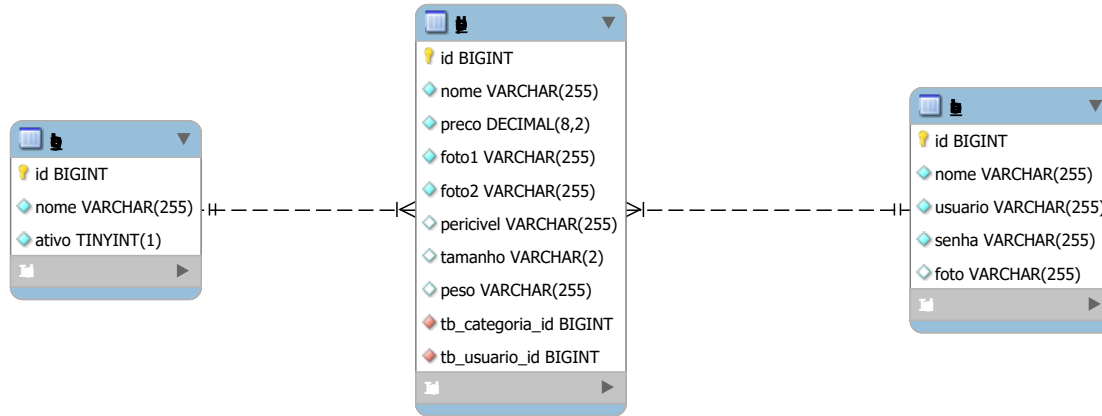 id BIGINT
nome VARCHAR(255)
ativo TINYINT(1)
id BIGINT
nome VARCHAR(255)
preco DECIMAL(8,2)
foto1 VARCHAR(255)
foto2 VARCHAR(255)
pericivel VARCHAR(255)
tamanho VARCHAR(2)
peso VARCHAR(255)
tb_categoria_id BIGINT
tb_usuario_id BIGINT
id BIGINT
nome VARCHAR(255)
usuario VARCHAR(255)
senha VARCHAR(255)
foto VARCHAR(255)